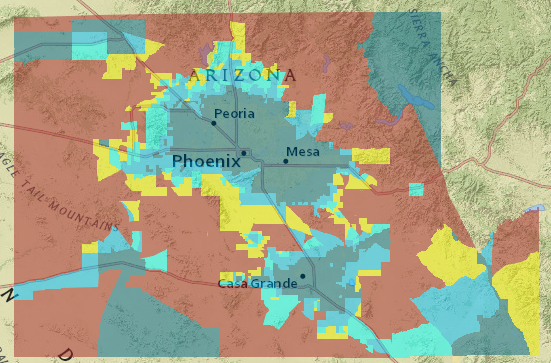 SIERRA ANCHA
ARIZONA
Peoria
Mesa
Phoenix
EAGLE TAIL MOUNTAINS
Casa Grande
N
D